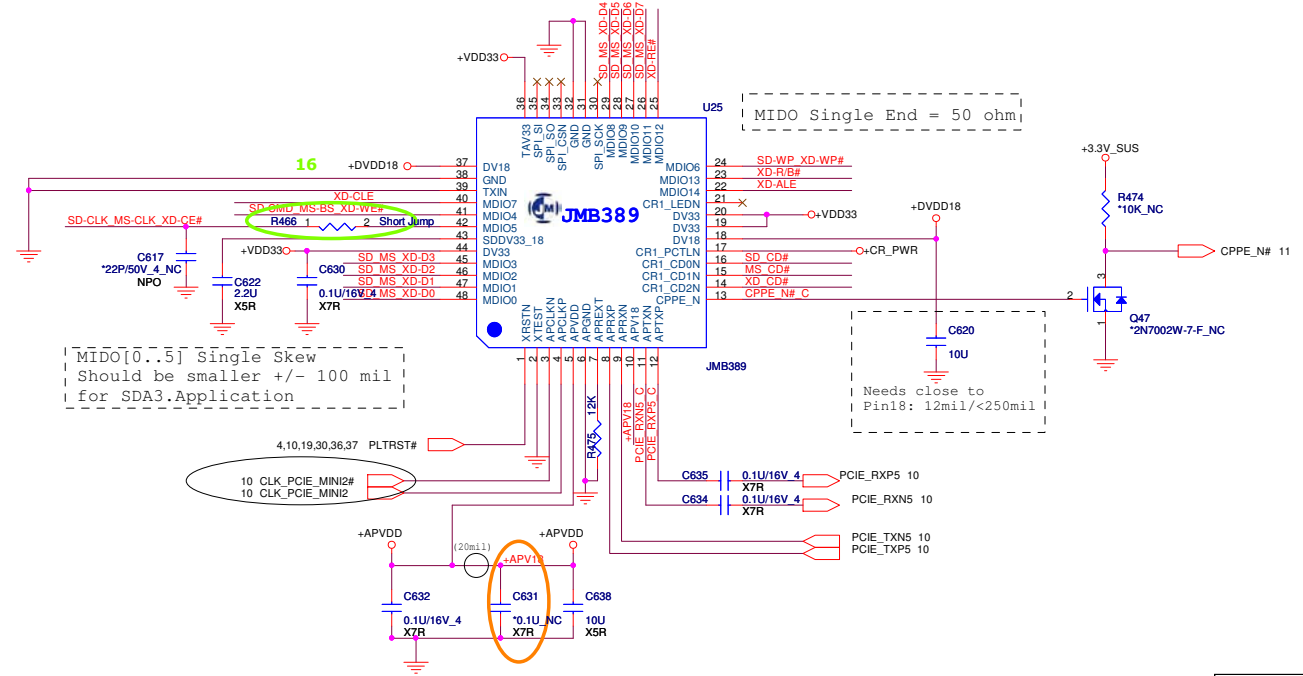 SD_MS_XD-D4
SD_MS_XD-D5
SD_MS_XD-D6
SD_MS_XD-D7
XD-RE#
+VDD33
36
35
34
33
32
31
30
29
28
27
26
25
U25
MIDO Single End = 50 ohm
TAV33
SPI_SI
SPI_SO
SPI_CSN
GND
GND
SPI_SCK
MDIO8
MDIO9
MDIO10
MDIO11
MDIO12
16
+DVDD18
37 DV18
38 GND
39 TXIN
XD-CLE 40 MDIO7
SD-CMD_MS-BS_XD-WE# 41 MDIO4
SD-CLK_MS-CLK_XD-CE# R466 1 2 Short Jump 42 MDIO5
43 SDDV33_18
+VDD33 44 DV33
SD_MS_XD-D3 45 MDIO3
SD_MS_XD-D2 46 MDIO2
SD_MS_XD-D1 47 MDIO1
SD_MS_XD-D0 48 MDIO0
JM
JMB389
MDIO6 24 SD-WP_XD-WP#
MDIO13 23 XD-R/B#
MDIO14 22 XD-ALE
CR1_LEDN 21
DV33 20 +VDD33
DV33 19
DV18 18 +DVDD18
CR1_PCTLN 17 +CR_PWR
CR1_CD0N 16 SD_CD#
CR1_CD1N 15 MS_CD#
CR1_CD2N 14 XD_CD#
CPPE_N 13 CPPE_N#_C
+3.3V_SUS
R474
*10K_NC
CPPE_N# 11
3
2
1
Q47
*2N7002W-7-F_NC
C617
*22P/50V_4_NC
NPO
C622
2.2U
X5R
C630
0.1U/16V_4
X7R
XRSTN
XTEST
APCLKN
APCLKP
APVDD
APGND
APREXT
APRXP
APRXN
APV18
APTXN
APTXP
1
2
3
4
5
6
7
8
9
10
11
12
JMB389
C620
10U
Needs close to
Pin18: 12mil/<250mil
MIDO[0..5] Single Skew
Should be smaller +/- 100 mil
for SDA3.Application
R475 12K
+APV18
PCIE_RXN5_C
PCIE_RXP5_C
4,10,19,30,36,37 PLTRST#
10 CLK_PCIE_MINI2#
10 CLK_PCIE_MINI2
C635 0.1U/16V_4 PCIE_RXP5 10
X7R
C634 0.1U/16V_4 PCIE_RXN5 10
X7R
PCIE_TXN5 10
PCIE_TXP5 10
+APVDD
(20mil)
+APV18
+APVDD
C632
0.1U/16V_4
X7R
C631
*0.1U_NC
X7R
C638
10U
X5R